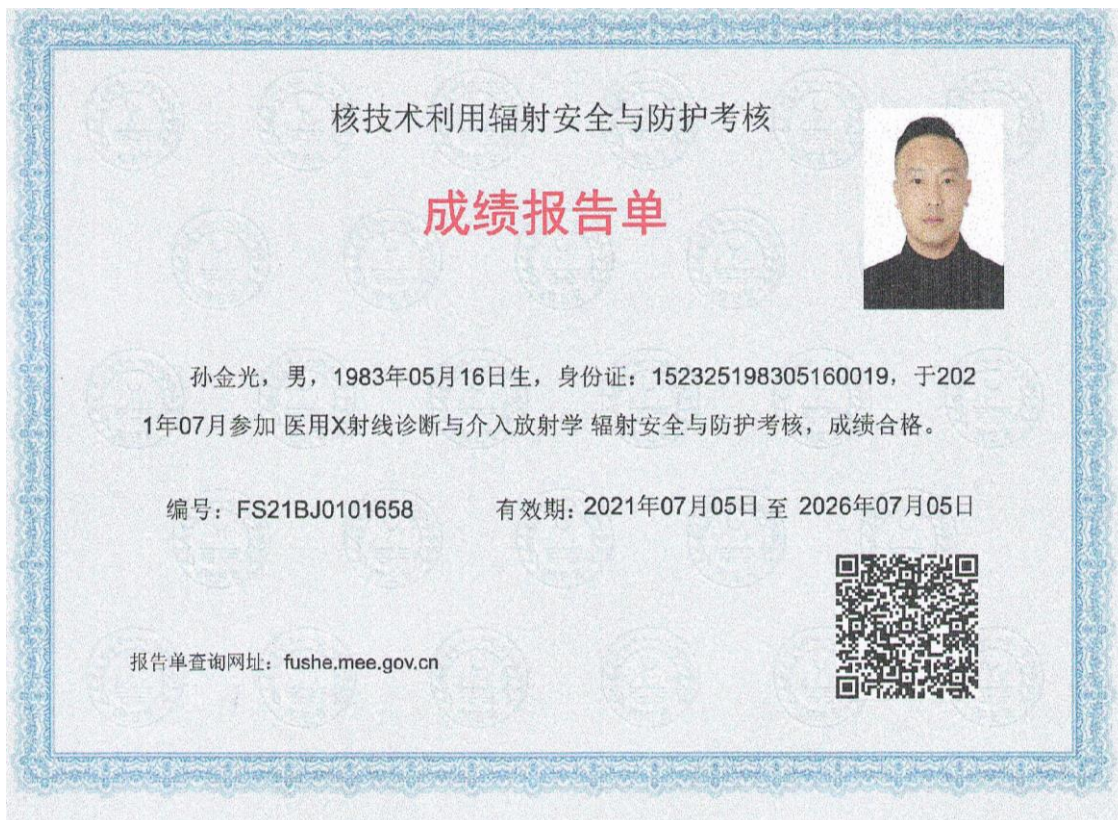 核技术利用辐射安全与防护考核
成绩报告单
孙金光，男，1983年05月16日生，身份证：152325198305160019，于202
1年07月参加 医用X射线诊断与介入放射学 辐射安全与防护考核，成绩合格。
编号：FS21BJ0101658 有效期：2021年07月05日 至 2026年07月05日
报告单查询网址：fushe.mee.gov.cn